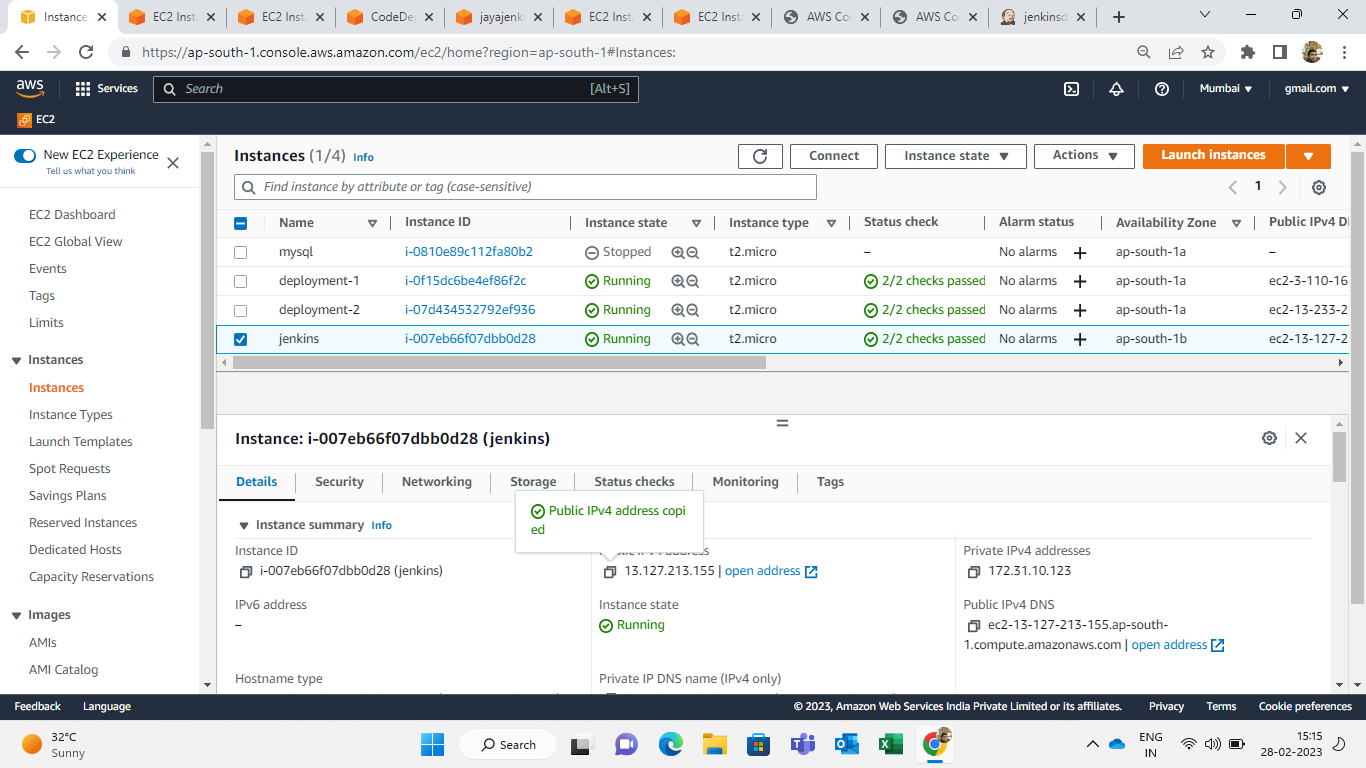 Instance
EC2 Inst
EC2 Inst
CodeDep
jayajenk
EC2 Inst
EC2 Inst
AWS Co
AWS Co
jenkinsd
https://ap-south-1.console.aws.amazon.com/ec2/home?region=ap-south-1#Instances:
aws Services Search [Alt+S] Mumbai gmail.com
EC2
New EC2 Experience
Tell us what you think
EC2 Dashboard
EC2 Global View
Events
Tags
Limits
Instances
Instances
Instance Types
Launch Templates
Spot Requests
Savings Plans
Reserved Instances
Dedicated Hosts
Capacity Reservations
Images
AMIs
AMI Catalog
Instances (1/4) Info Connect Instance state Actions Launch instances
Find instance by attribute or tag (case-sensitive) 1
Name Instance ID Instance state Instance type Status check Alarm status Availability Zone Public IPv4 D
mysql i-0810e89c112fa80b2 Stopped t2.micro – No alarms + ap-south-1a –
deployment-1 i-0f15dc6be4ef86f2c Running t2.micro 2/2 checks passed No alarms + ap-south-1a ec2-3-110-16
deployment-2 i-07d434532792ef936 Running t2.micro 2/2 checks passed No alarms + ap-south-1a ec2-13-233-2
jenkins i-007eb66f07dbb0d28 Running t2.micro 2/2 checks passed No alarms + ap-south-1b ec2-13-127-2
Instance: i-007eb66f07dbb0d28 (jenkins)
Details Security Networking Storage Status checks Monitoring Tags
Public IPv4 address copi
ed
Instance summary Info
Instance ID
i-007eb66f07dbb0d28 (jenkins)
address
13.127.213.155 | open address
Private IPv4 addresses
172.31.10.123
IPv6 address
–
Instance state
Running
Public IPv4 DNS
ec2-13-127-213-155.ap-south-
1.compute.amazonaws.com | open address
Hostname type
Private IP DNS name (IPv4 only)
Feedback Language © 2023, Amazon Web Services India Private Limited or its affiliates. Privacy Terms Cookie preferences
32°C
Sunny
Search
ENG
IN
15:15
28-02-2023